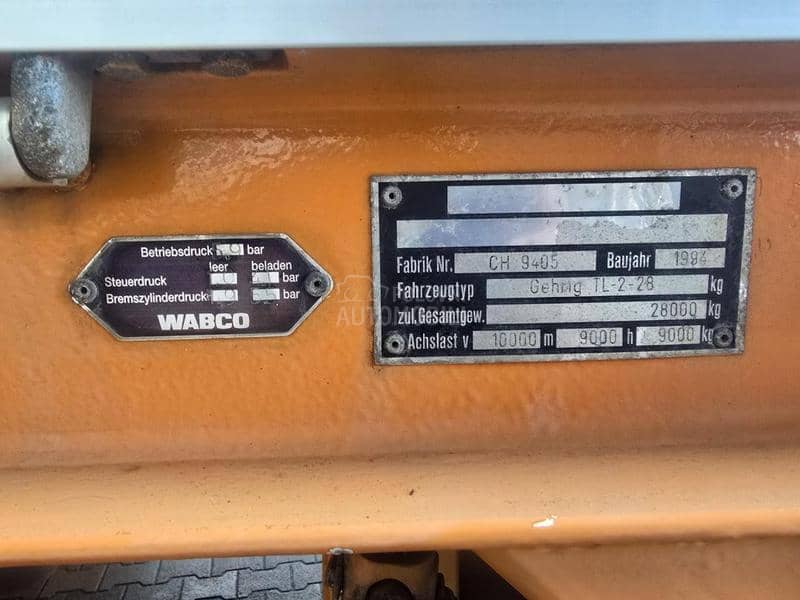 Betriebsdruck bar
leer beladen
Steuerdruck bar
Bremszylinderdruck bar
WABCO
Fabrik Nr. CH 9405 Baujahr 1984
Fahrzeugtyp Gehrig TL-2-28 kg
zul.Gesamtgew. 28000 kg
Achslast v 10000 m 9000 h 9000 kg